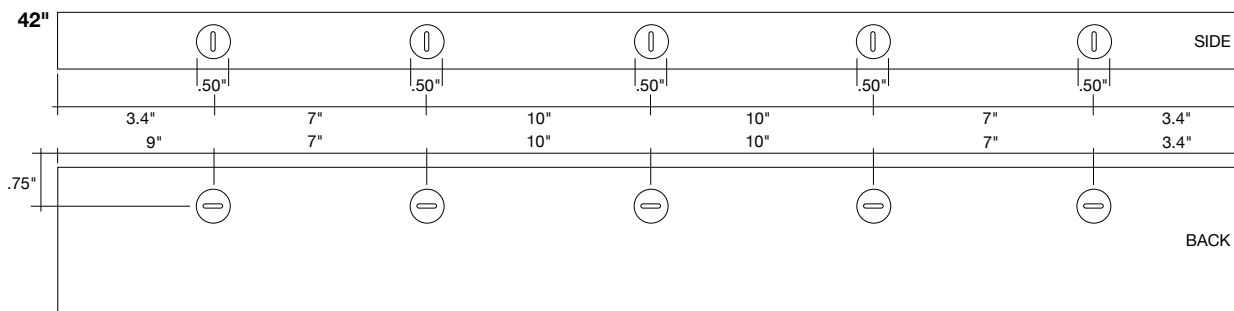 42"
SIDE
.50" .50" .50" .50" .50"
3.4" 7" 10" 10" 7" 3.4"
9" 7" 10" 10" 7" 3.4"
.75"
BACK